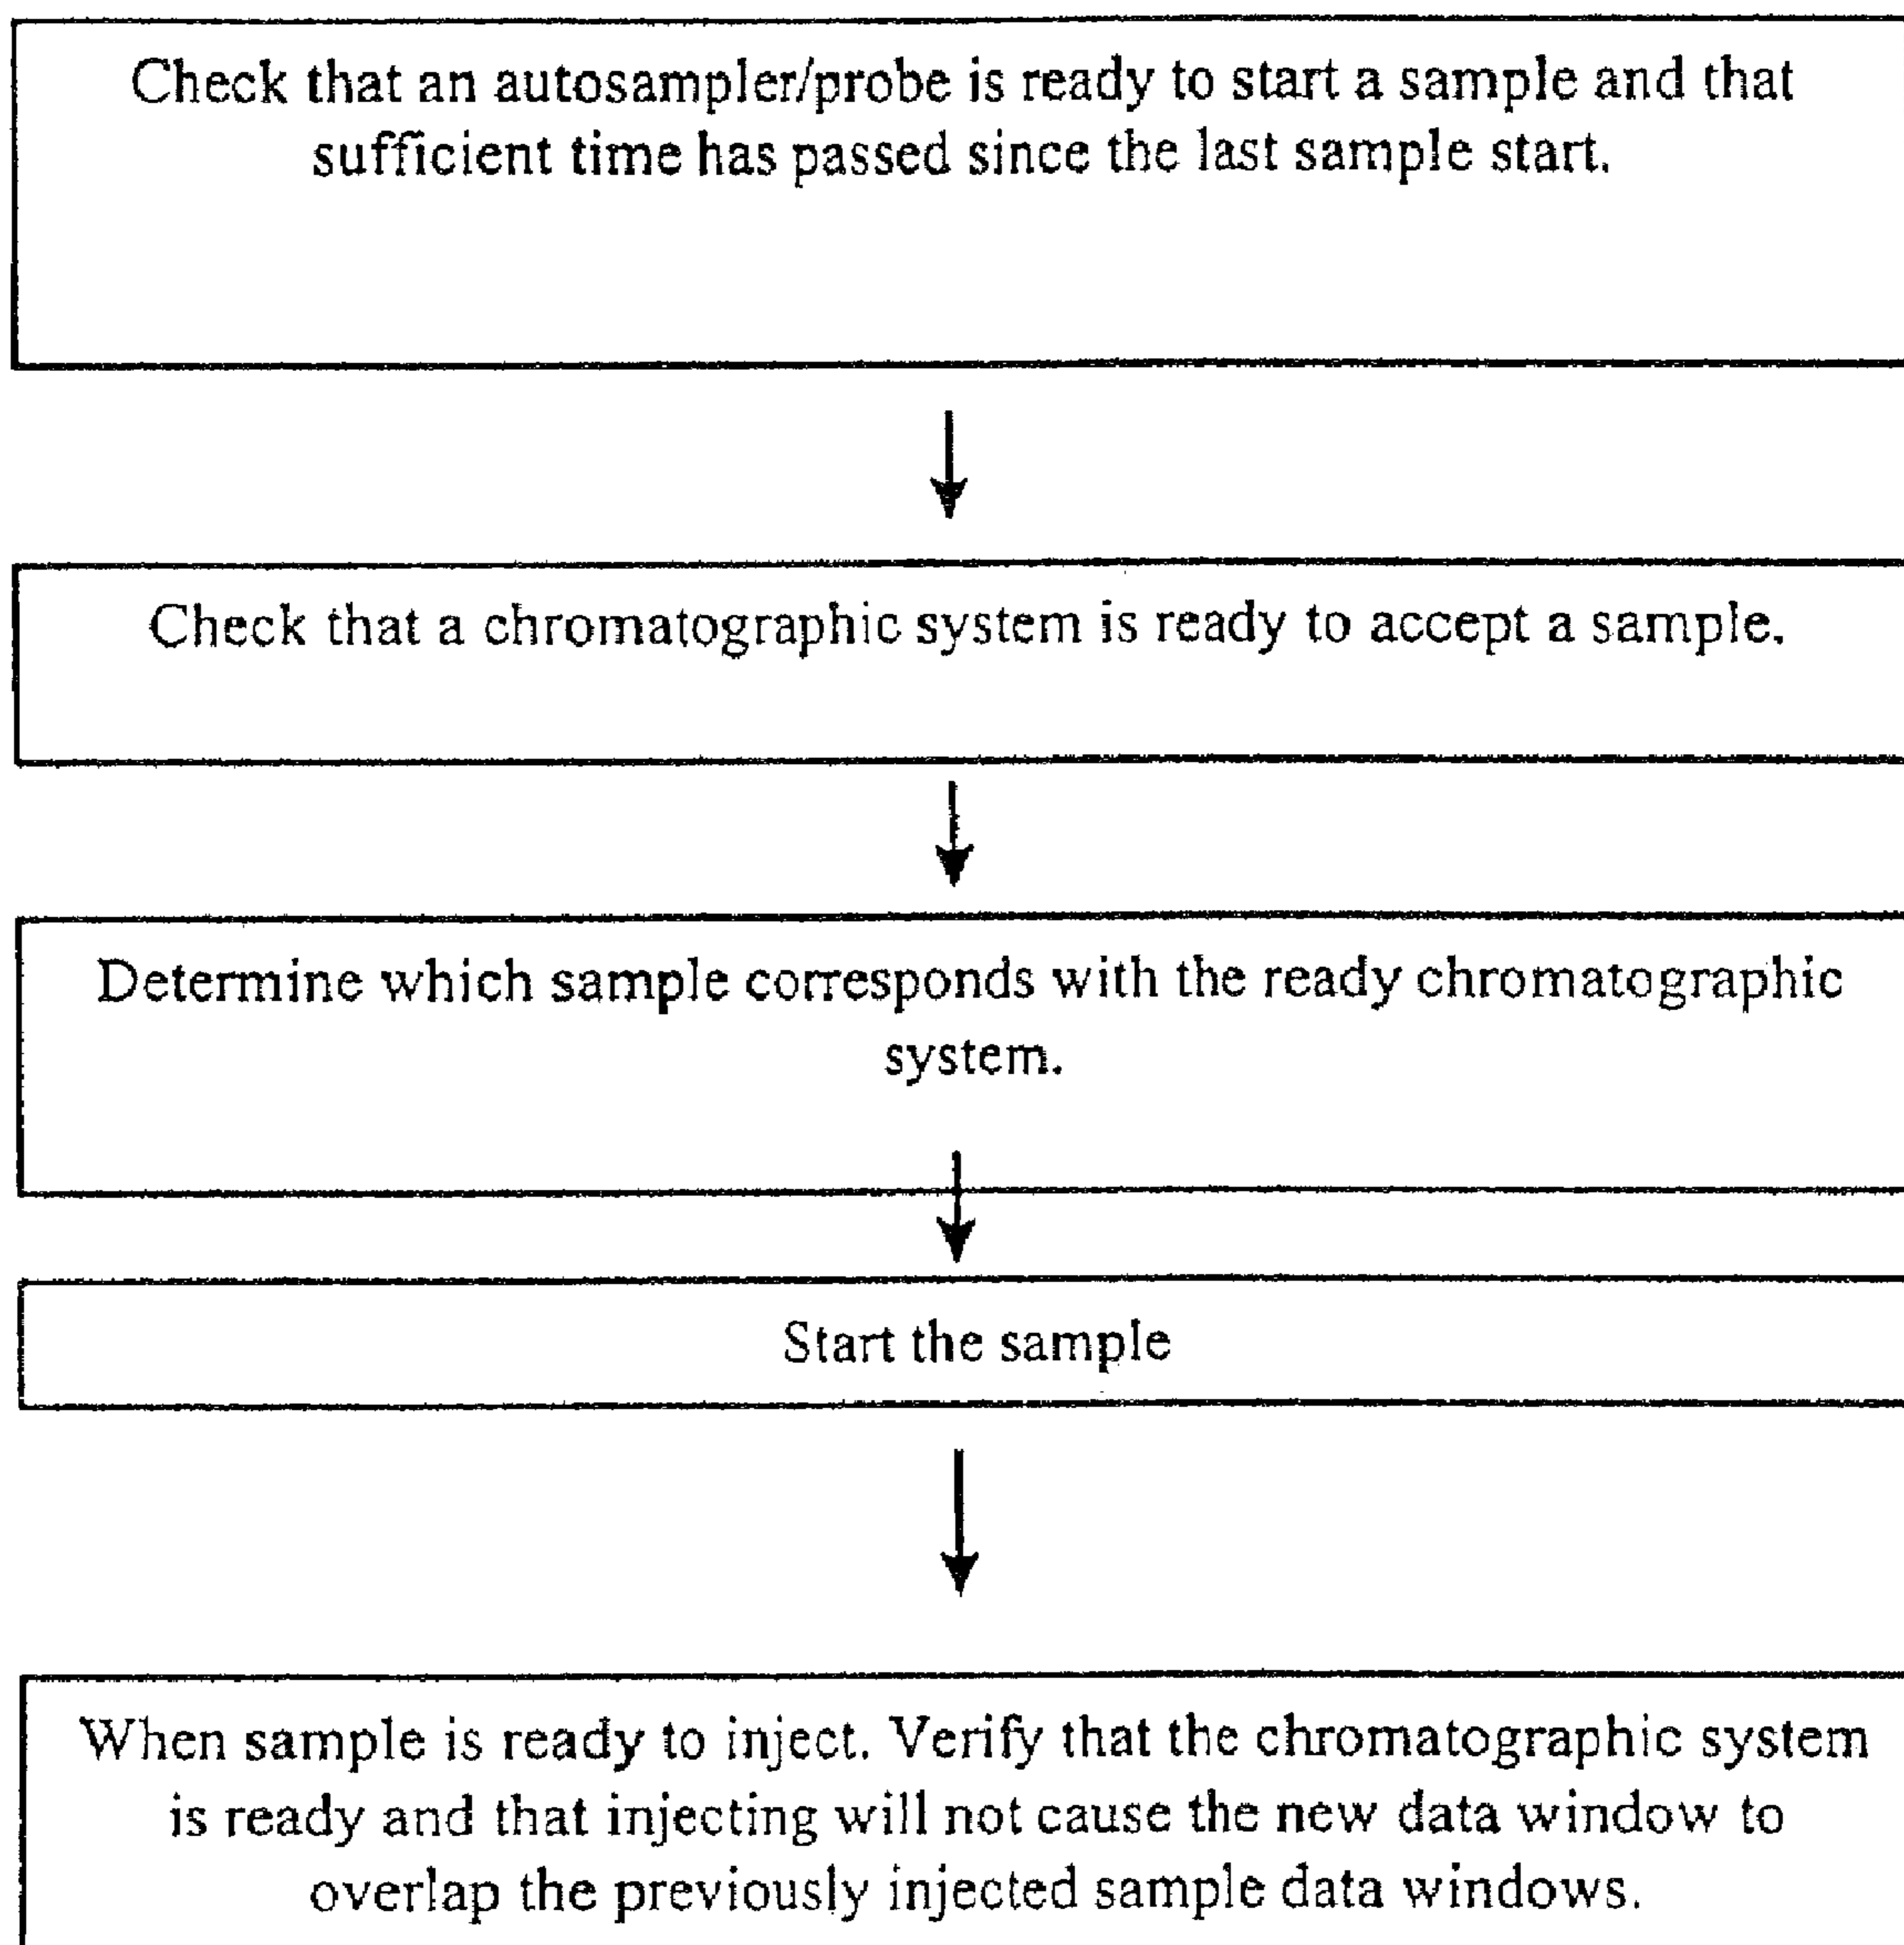 Check that an autosampler/probe is ready to start a sample and that
sufficient time has passed since the last sample start.
Check that a chromatographic system is ready to accept a sample.
Determine which sample corresponds with the ready chromatographic
system.
Start the sample
When sample is ready to inject. Verify that the chromatographic system
is ready and that injecting will not cause the new data window to
overlap the previously injected sample data windows.